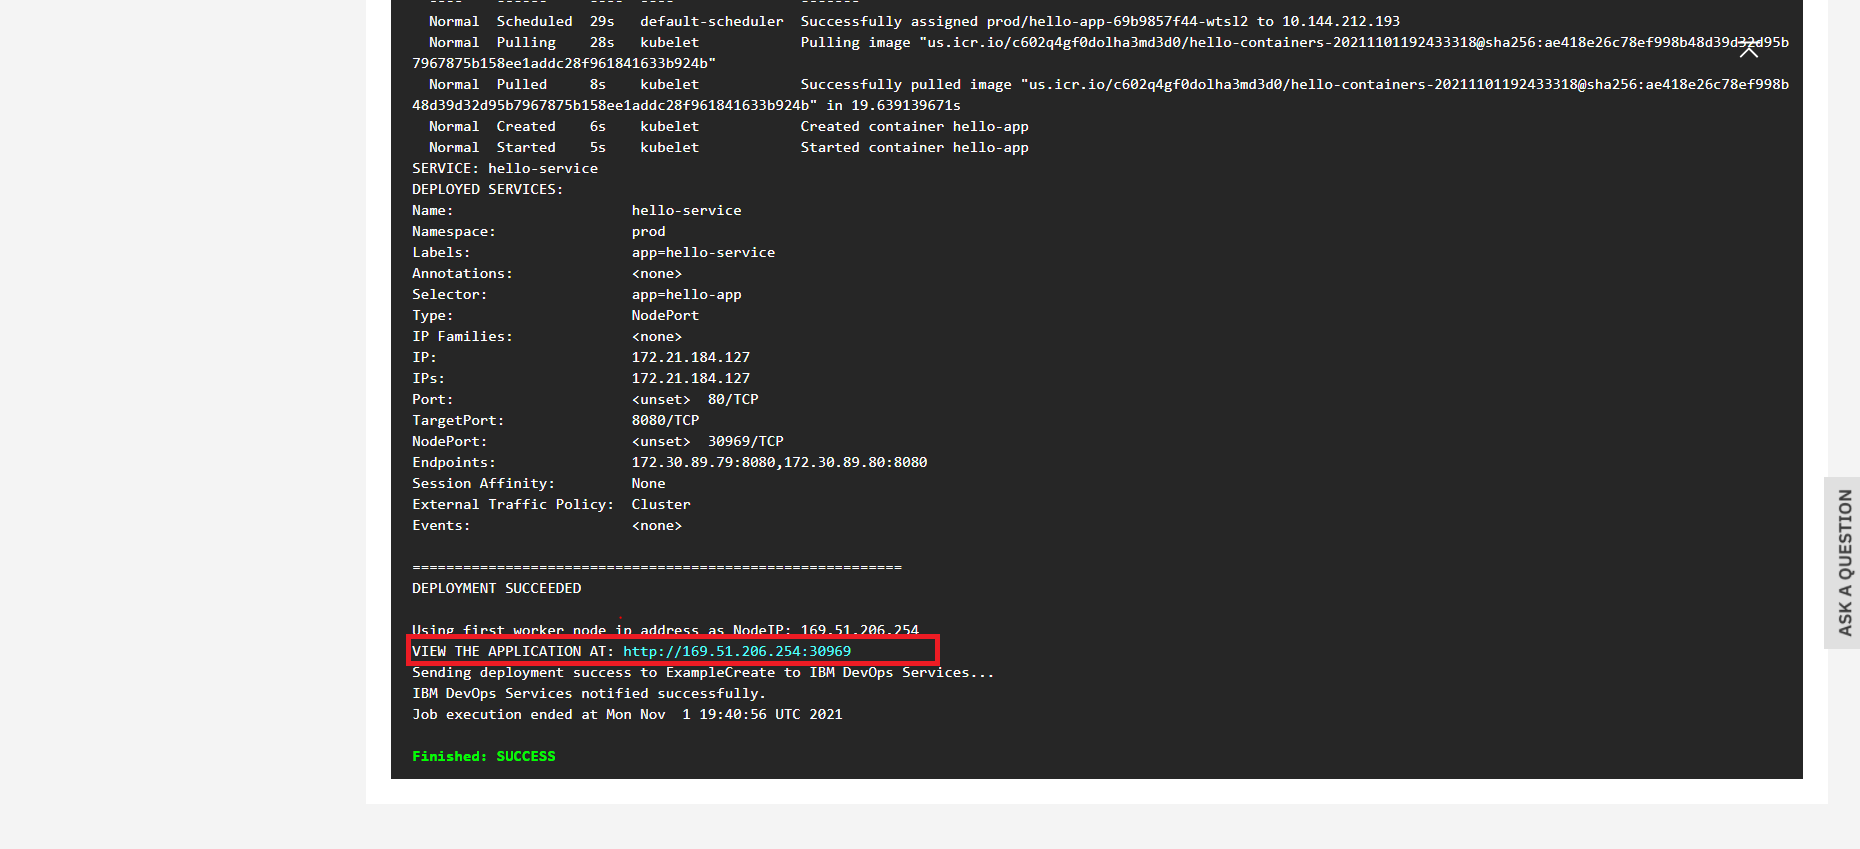 ----    ------     ----  ----               -------
  Normal  Scheduled  29s   default-scheduler  Successfully assigned prod/hello-app-69b9857f44-wtsl2 to 10.144.212.193
  Normal  Pulling    28s   kubelet            Pulling image "us.icr.io/c602q4gf0dolha3md3d0/hello-containers-20211101192433318@sha256:ae418e26c78ef998b48d39d32d95b
7967875b158ee1addc28f961841633b924b"
  Normal  Pulled     8s    kubelet            Successfully pulled image "us.icr.io/c602q4gf0dolha3md3d0/hello-containers-20211101192433318@sha256:ae418e26c78ef998b
48d39d32d95b7967875b158ee1addc28f961841633b924b" in 19.639139671s
  Normal  Created    6s    kubelet            Created container hello-app
  Normal  Started    5s    kubelet            Started container hello-app
SERVICE: hello-service
DEPLOYED SERVICES:
Name:                     hello-service
Namespace:                prod
Labels:                   app=hello-service
Annotations:              <none>
Selector:                 app=hello-app
Type:                     NodePort
IP Families:              <none>
IP:                       172.21.184.127
IPs:                      172.21.184.127
Port:                     <unset>  80/TCP
TargetPort:               8080/TCP
NodePort:                 <unset>  30969/TCP
Endpoints:                172.30.89.79:8080,172.30.89.80:8080
Session Affinity:         None
External Traffic Policy:  Cluster
Events:                   <none>
==========================================================
DEPLOYMENT SUCCEEDED
Using first worker node ip address as NodeIP: 169.51.206.254
VIEW THE APPLICATION AT: http://169.51.206.254:30969
Sending deployment success to ExampleCreate to IBM DevOps Services...
IBM DevOps Services notified successfully.
Job execution ended at Mon Nov  1 19:40:56 UTC 2021
Finished: SUCCESS
ASK A QUESTION